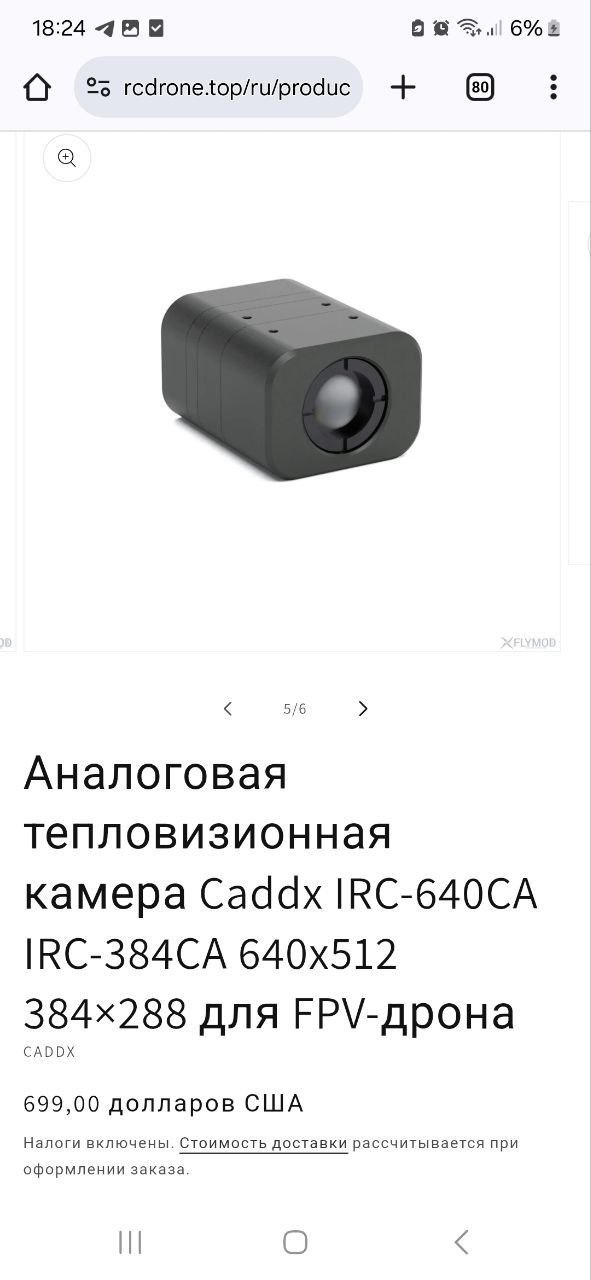 18:24
6%
rcdrone.top/ru/produc
80
OD
FLYMOD
5/6
Аналоговая
тепловизионная
камера Caddx IRC-640CA
IRC-384CA 640x512
384×288 для FPV-дрона
CADDX
699,00 долларов США
Налоги включены. Стоимость доставки рассчитывается при
оформлении заказа.